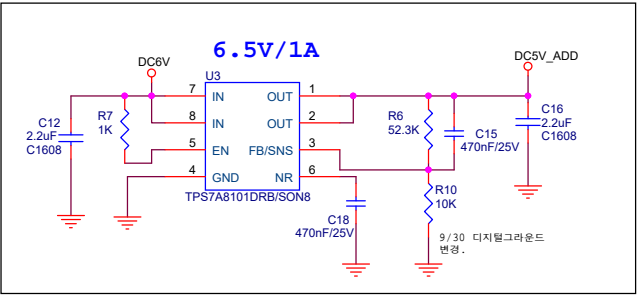 6.5V/1A
DC6V
DC5V_ADD
U3
7 IN OUT 1
8 IN OUT 2
5 EN FB/SNS 3
4 GND NR 6
TPS7A8101DRB/SON8
C12
2.2uF
C1608
R7
1K
R6
52.3K
C15
470nF/25V
C16
2.2uF
C1608
R10
10K
C18
470nF/25V
9/30 디지털그라운드
변경.